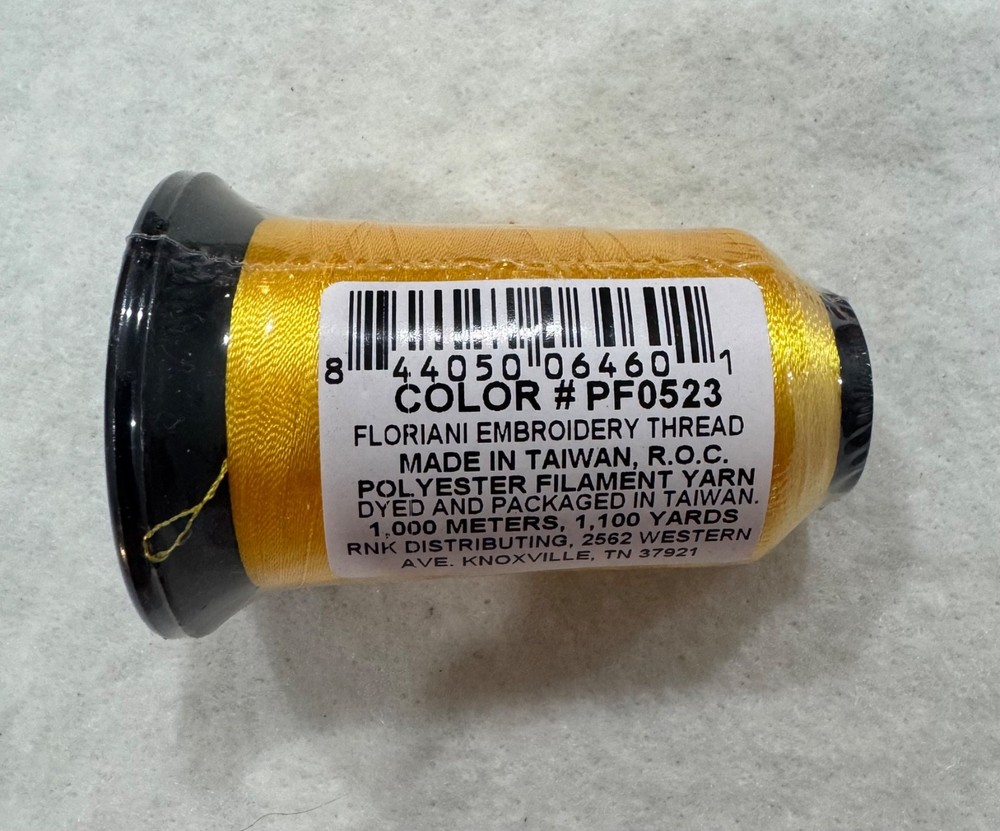 8 44050 06460 1
COLOR # PF0523
FLORIANI EMBROIDERY THREAD
MADE IN TAIWAN, R.O.C.
POLYESTER FILAMENT YARN
DYED AND PACKAGED IN TAIWAN.
1,000 METERS, 1,100 YARDS
RNK DISTRIBUTING, 2562 WESTERN
AVE. KNOXVILLE, TN 37921